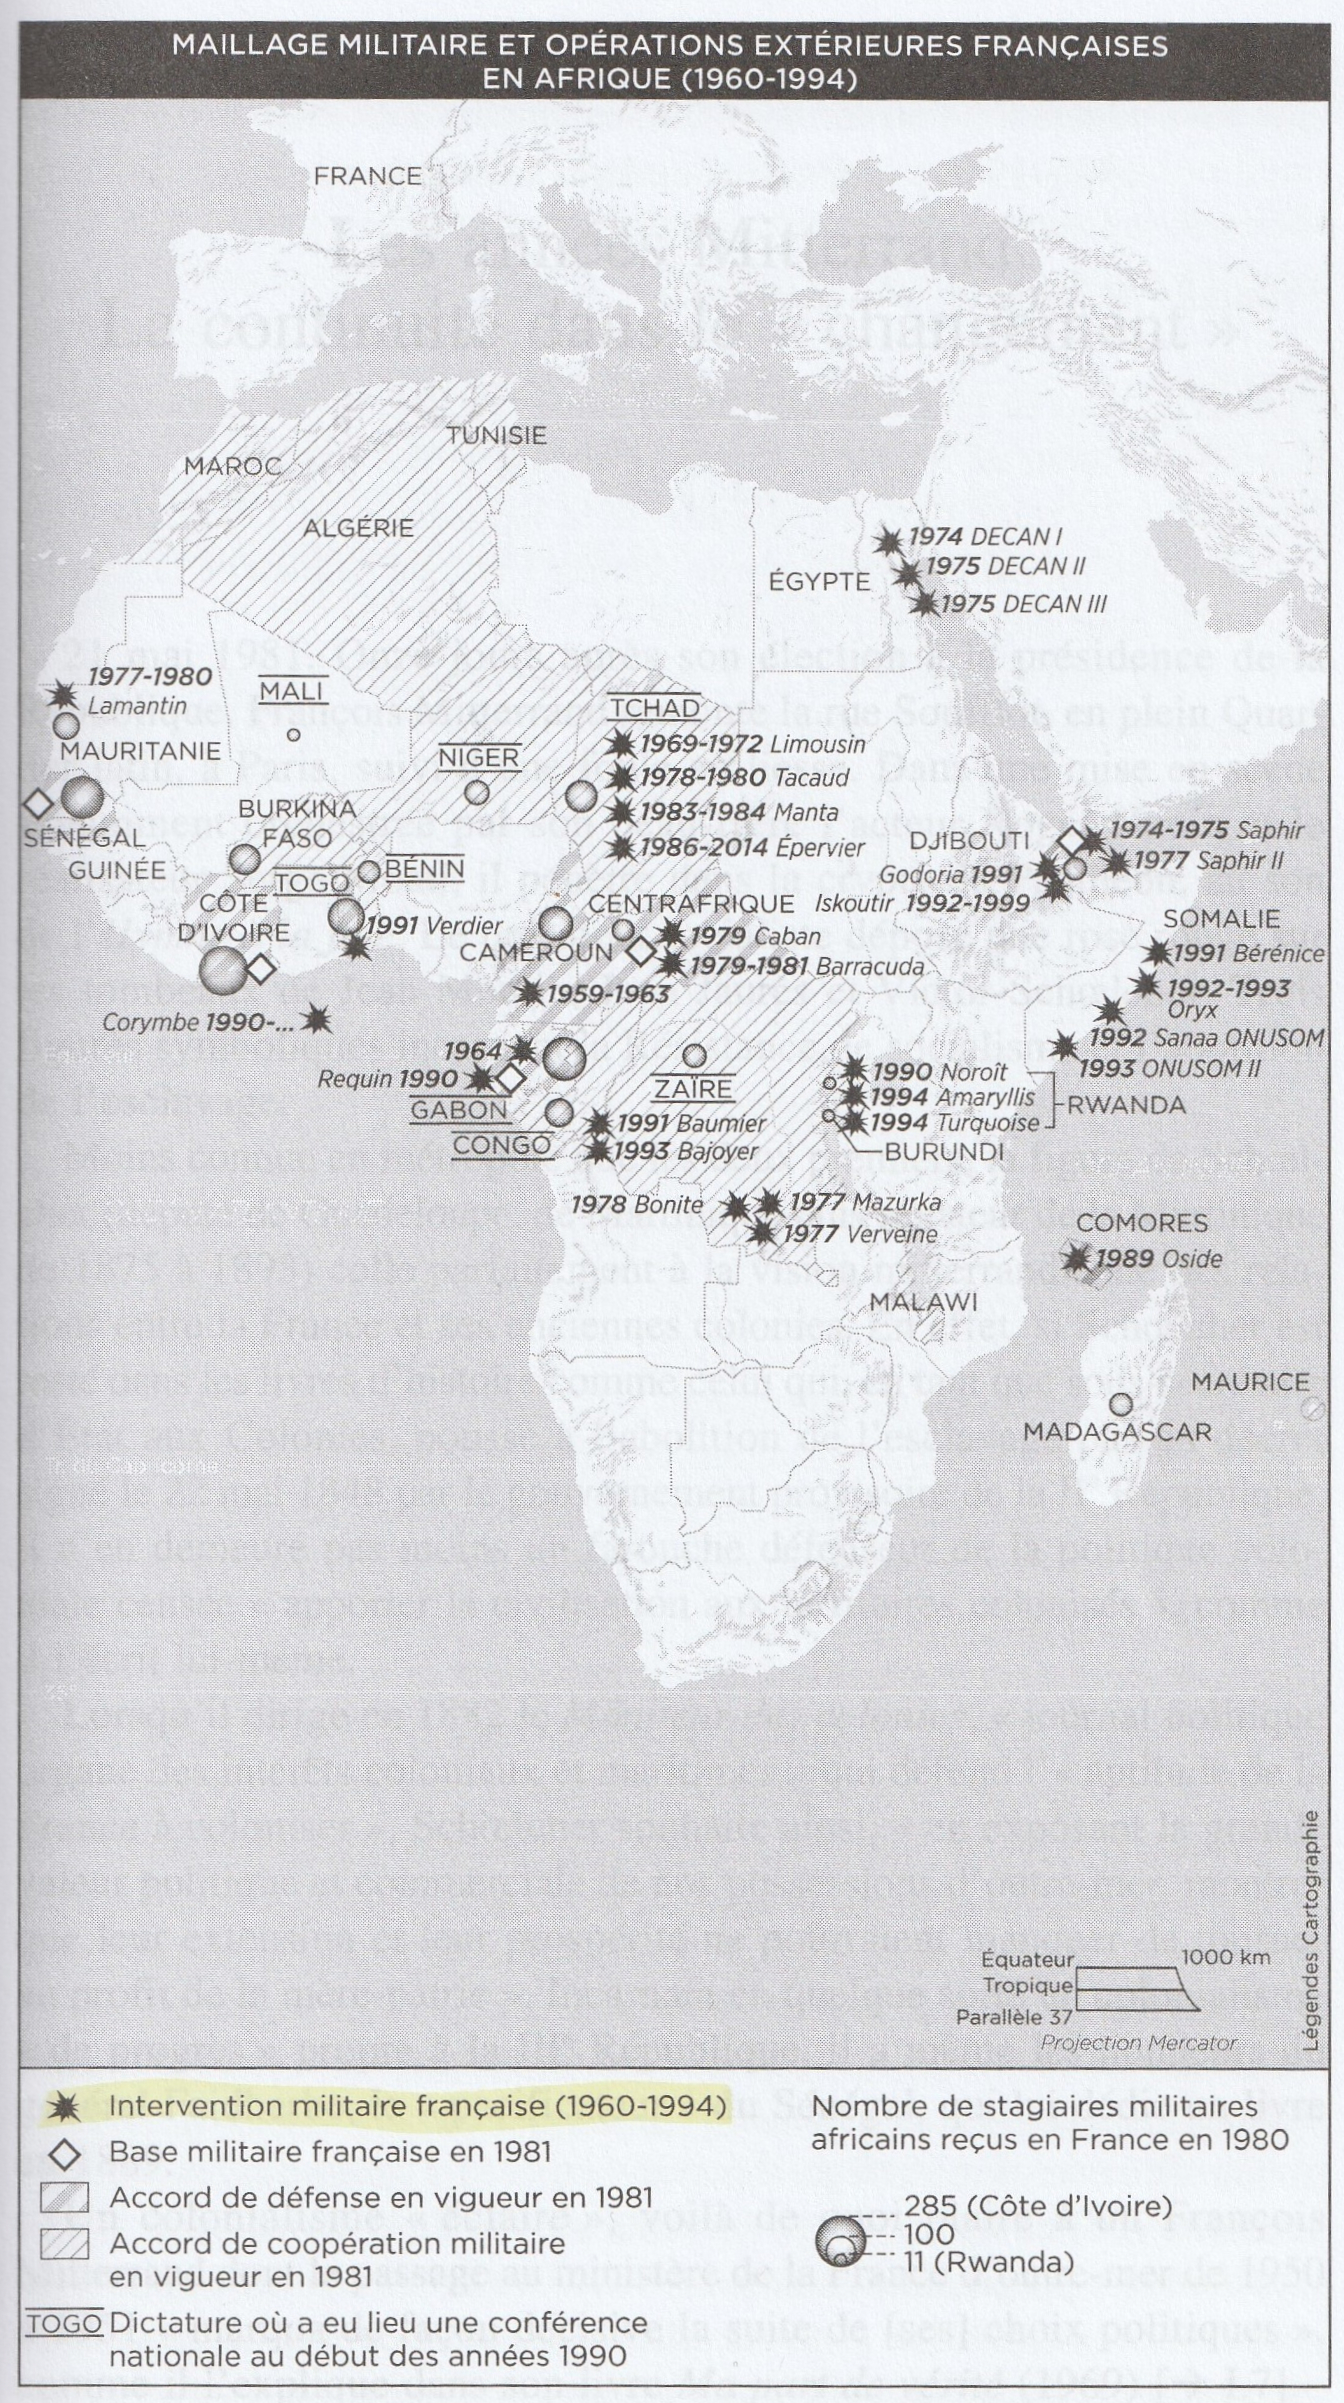 MAILLAGE MILITAIRE ET OPÉRATIONS EXTÉRIEURES FRANÇAISES
EN AFRIQUE (1960-1994)
FRANCE
TUNISIE
MAROC
ALGÉRIE
1974 DECAN I
1975 DECAN II
ÉGYPTE
1975 DECAN III
1977-1980
Lamantin
MAURITANIE
MALI
NIGER
TCHAD
1969-1972 Limousin
1978-1980 Tacaud
1983-1984 Manta
1986-2014 Épervier
SÉNÉGAL
GUINÉE
BURKINA
FASO
TOGO
BÉNIN
CÔTE
D'IVOIRE
1991 Verdier
CAMEROUN
CENTRAFRIQUE
1979 Caban
1979-1981 Barracuda
DJIBOUTI
1974-1975 Saphir
1977 Saphir II
Godoria 1991
Iskoutir 1992-1999
SOMALIE
1991 Bérénice
1992-1993
Oryx
1992 Sanaa ONUSOM
1993 ONUSOM II
1959-1963
Corymbe 1990-...
1964
Requin 1990
GABON
CONGO
ZAÏRE
1991 Baumier
1993 Bajoyer
1990 Noroît
1994 Amaryllis
1994 Turquoise
RWANDA
BURUNDI
1978 Bonite
1977 Mazurka
1977 Verveine
COMORES
1989 Oside
MALAWI
MAURICE
MADAGASCAR
Équateur
1000 km
Tropique
Parallèle 37
Projection Mercator
Légendes Cartographie
Intervention militaire française (1960-1994)
Base militaire française en 1981
Accord de défense en vigueur en 1981
Accord de coopération militaire
en vigueur en 1981
TOGO Dictature où a eu lieu une conférence
nationale au début des années 1990
Nombre de stagiaires militaires
africains reçus en France en 1980
285 (Côte d'Ivoire)
100
11 (Rwanda)